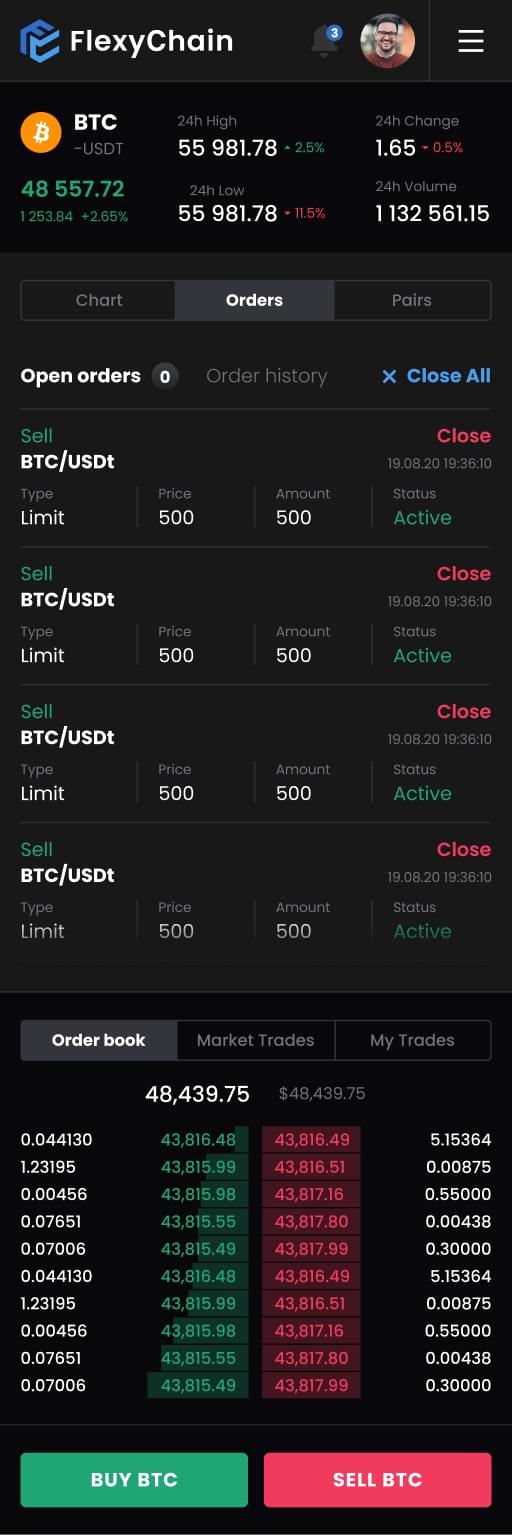 FlexyChain
3
BTC
-USDT
48 557.72
1 253.84 +2.65%
24h High
55 981.78 2.5%
24h Low
55 981.78 11.5%
24h Change
1.65 0.5%
24h Volume
1 132 561.15
Chart Orders Pairs
Open orders 0 Order history Close All
Sell Close
BTC/USDt 19.08.20 19:36:10
Type Price Amount Status
Limit 500 500 Active
Sell Close
BTC/USDt 19.08.20 19:36:10
Type Price Amount Status
Limit 500 500 Active
Sell Close
BTC/USDt 19.08.20 19:36:10
Type Price Amount Status
Limit 500 500 Active
Sell Close
BTC/USDt 19.08.20 19:36:10
Type Price Amount Status
Limit 500 500 Active
Order book Market Trades My Trades
48,439.75 $48,439.75
0.044130 43,816.48 43,816.49 5.15364
1.23195 43,815.99 43,816.51 0.00875
0.00456 43,815.98 43,817.16 0.55000
0.07651 43,815.55 43,817.80 0.00438
0.07006 43,815.49 43,817.99 0.30000
0.044130 43,816.48 43,816.49 5.15364
1.23195 43,815.99 43,816.51 0.00875
0.00456 43,815.98 43,817.16 0.55000
0.07651 43,815.55 43,817.80 0.00438
0.07006 43,815.49 43,817.99 0.30000
BUY BTC SELL BTC